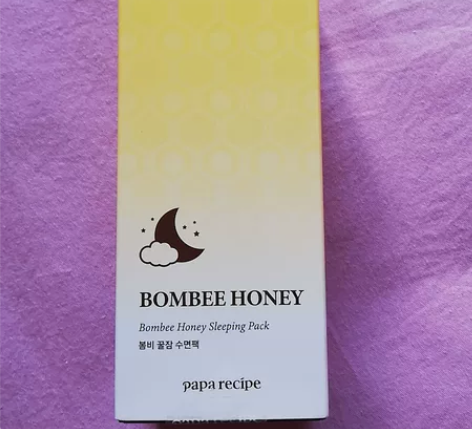 BOMBEE HONEY
Bombee Honey Sleeping Pack
봄비 꿀잠 수면팩
papa recipe